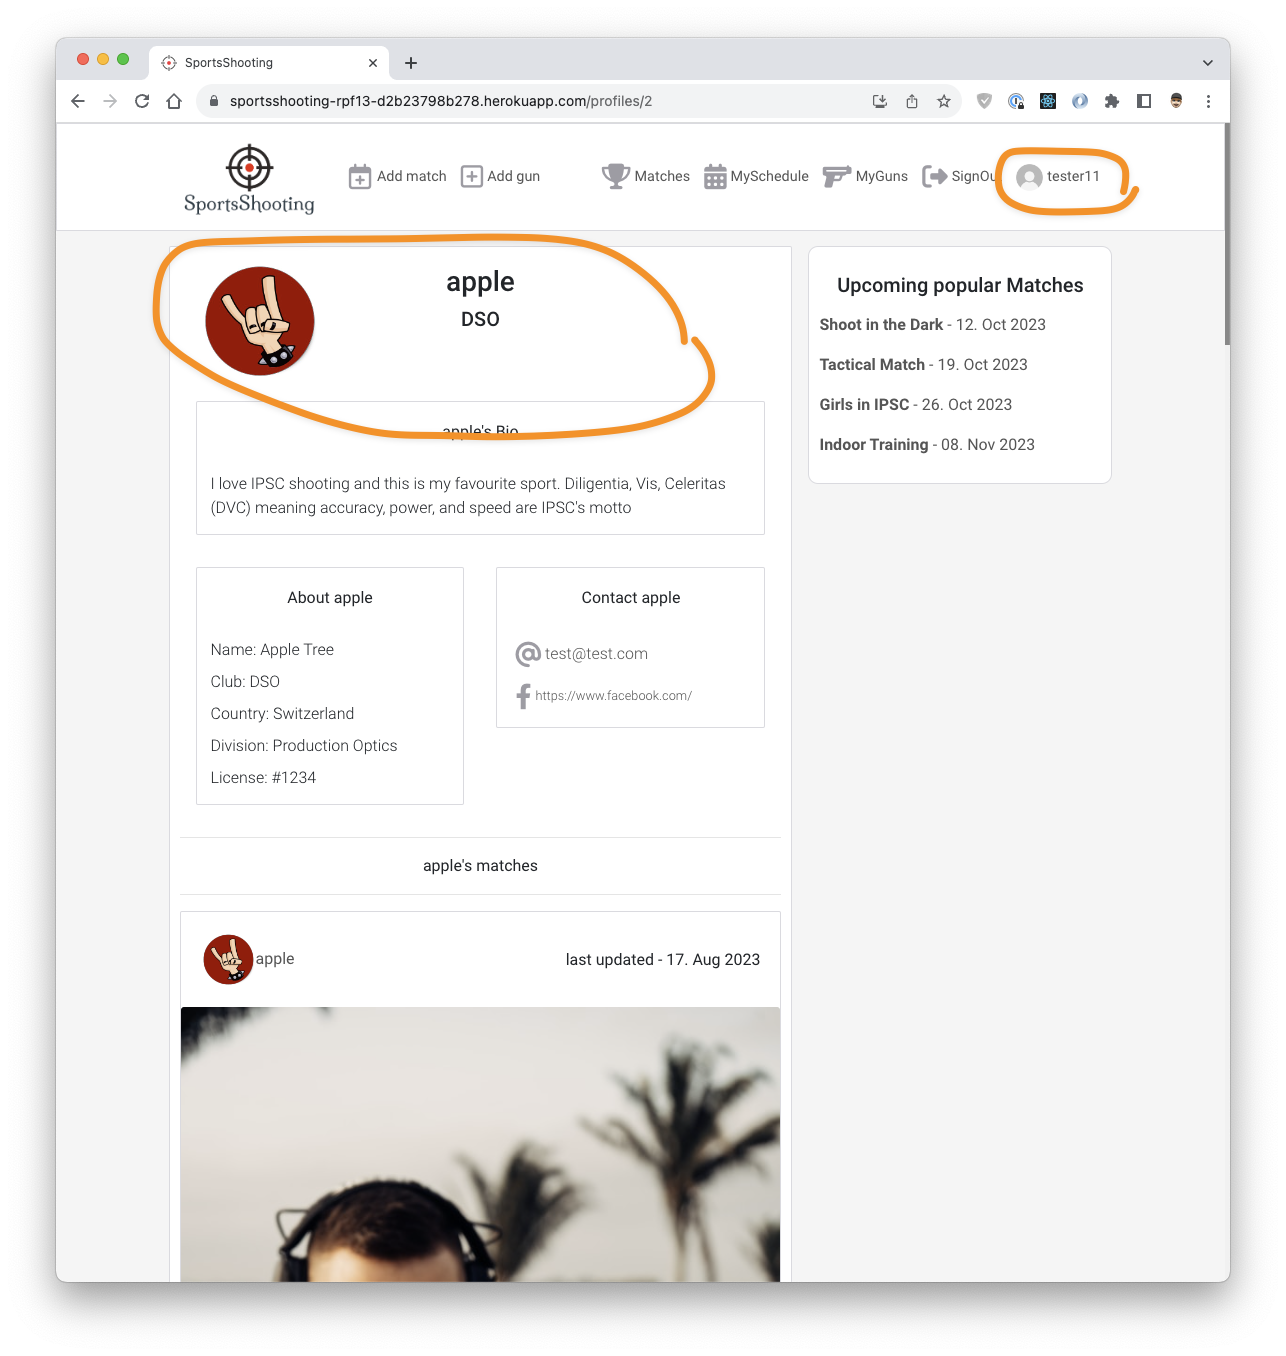 SportsShooting
sportsshooting-rpf13-d2b23798b278.herokuapp.com/profiles/2
SportsShooting
Add match
Add gun
Matches
MySchedule
MyGuns
SignOu
tester11
apple
DSO
apple's Bio
I love IPSC shooting and this is my favourite sport. Diligentia, Vis, Celeritas
(DVC) meaning accuracy, power, and speed are IPSC's motto
About apple
Name: Apple Tree
Club: DSO
Country: Switzerland
Division: Production Optics
License: #1234
Contact apple
test@test.com
https://www.facebook.com/
apple's matches
apple
last updated - 17. Aug 2023
Upcoming popular Matches
Shoot in the Dark - 12. Oct 2023
Tactical Match - 19. Oct 2023
Girls in IPSC - 26. Oct 2023
Indoor Training - 08. Nov 2023